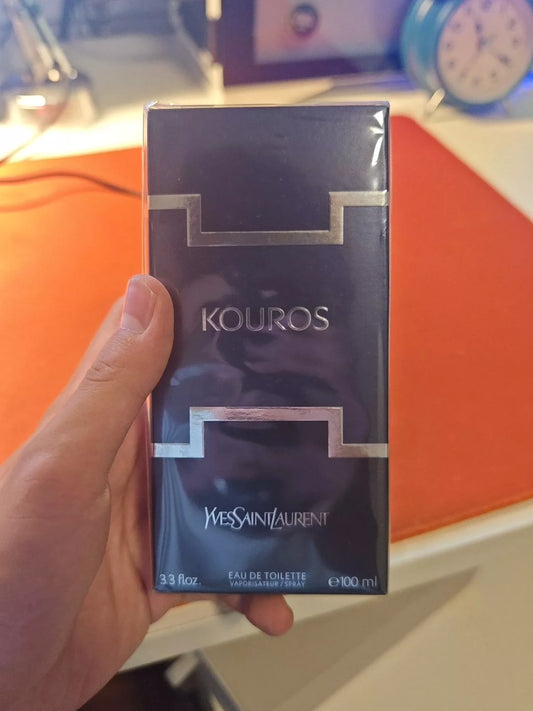 KOUROS
YVESSAINTLAURENT
3.3 fl oz. EAU DE TOILETTE ℮100 ml
VAPORISATEUR / SPRAY